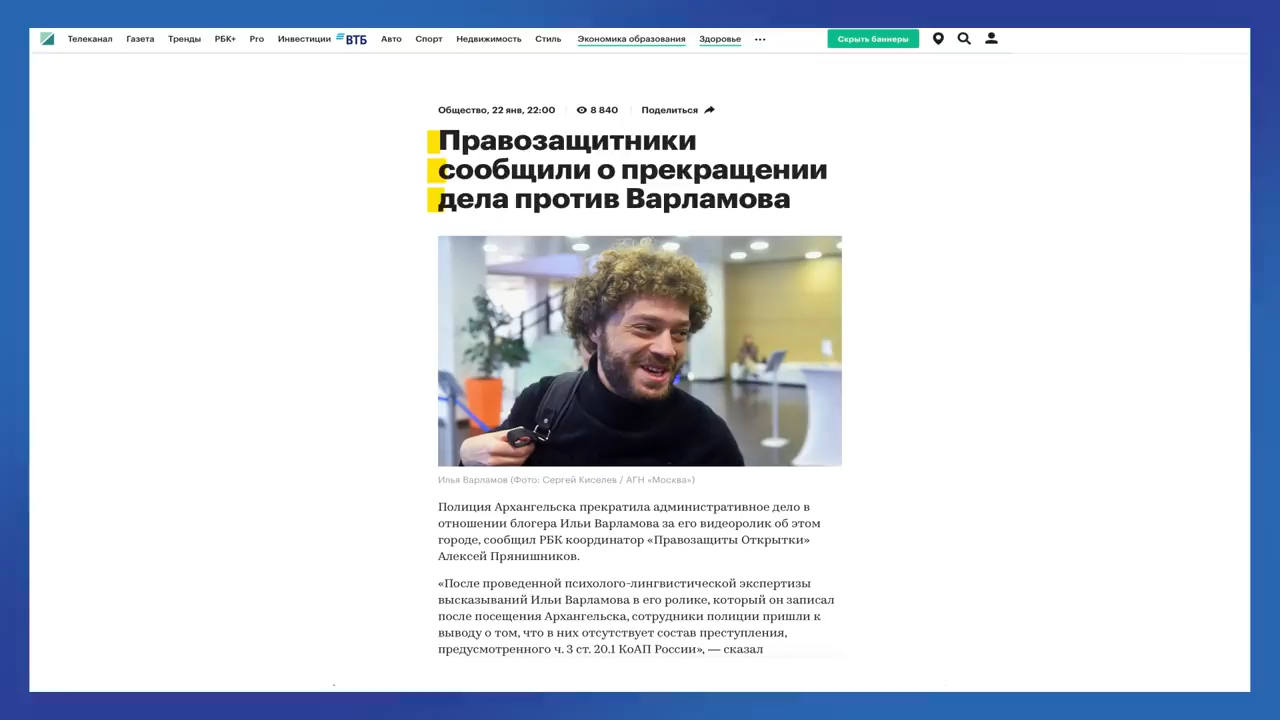 Телеканал Газета Тренды РБК+ Pro Инвестиции ВТБ Авто Спорт Недвижимость Стиль Экономика образования Здоровье ••• Скрыть баннеры
Общество, 22 янв, 22:00 8 840 Поделиться
Правозащитники
сообщили о прекращении
дела против Варламова
Илья Варламов (Фото: Сергей Киселев / АГН «Москва»)
Полиция Архангельска прекратила административное дело в
отношении блогера Ильи Варламова за его видеоролик об этом
городе, сообщил РБК координатор «Правозащиты Открытки»
Алексей Прянишников.
«После проведенной психолого-лингвистической экспертизы
высказываний Ильи Варламова в его ролике, который он записал
после посещения Архангельска, сотрудники полиции пришли к
выводу о том, что в них отсутствует состав преступления,
предусмотренного ч. 3 ст. 20.1 КоАП России», — сказал